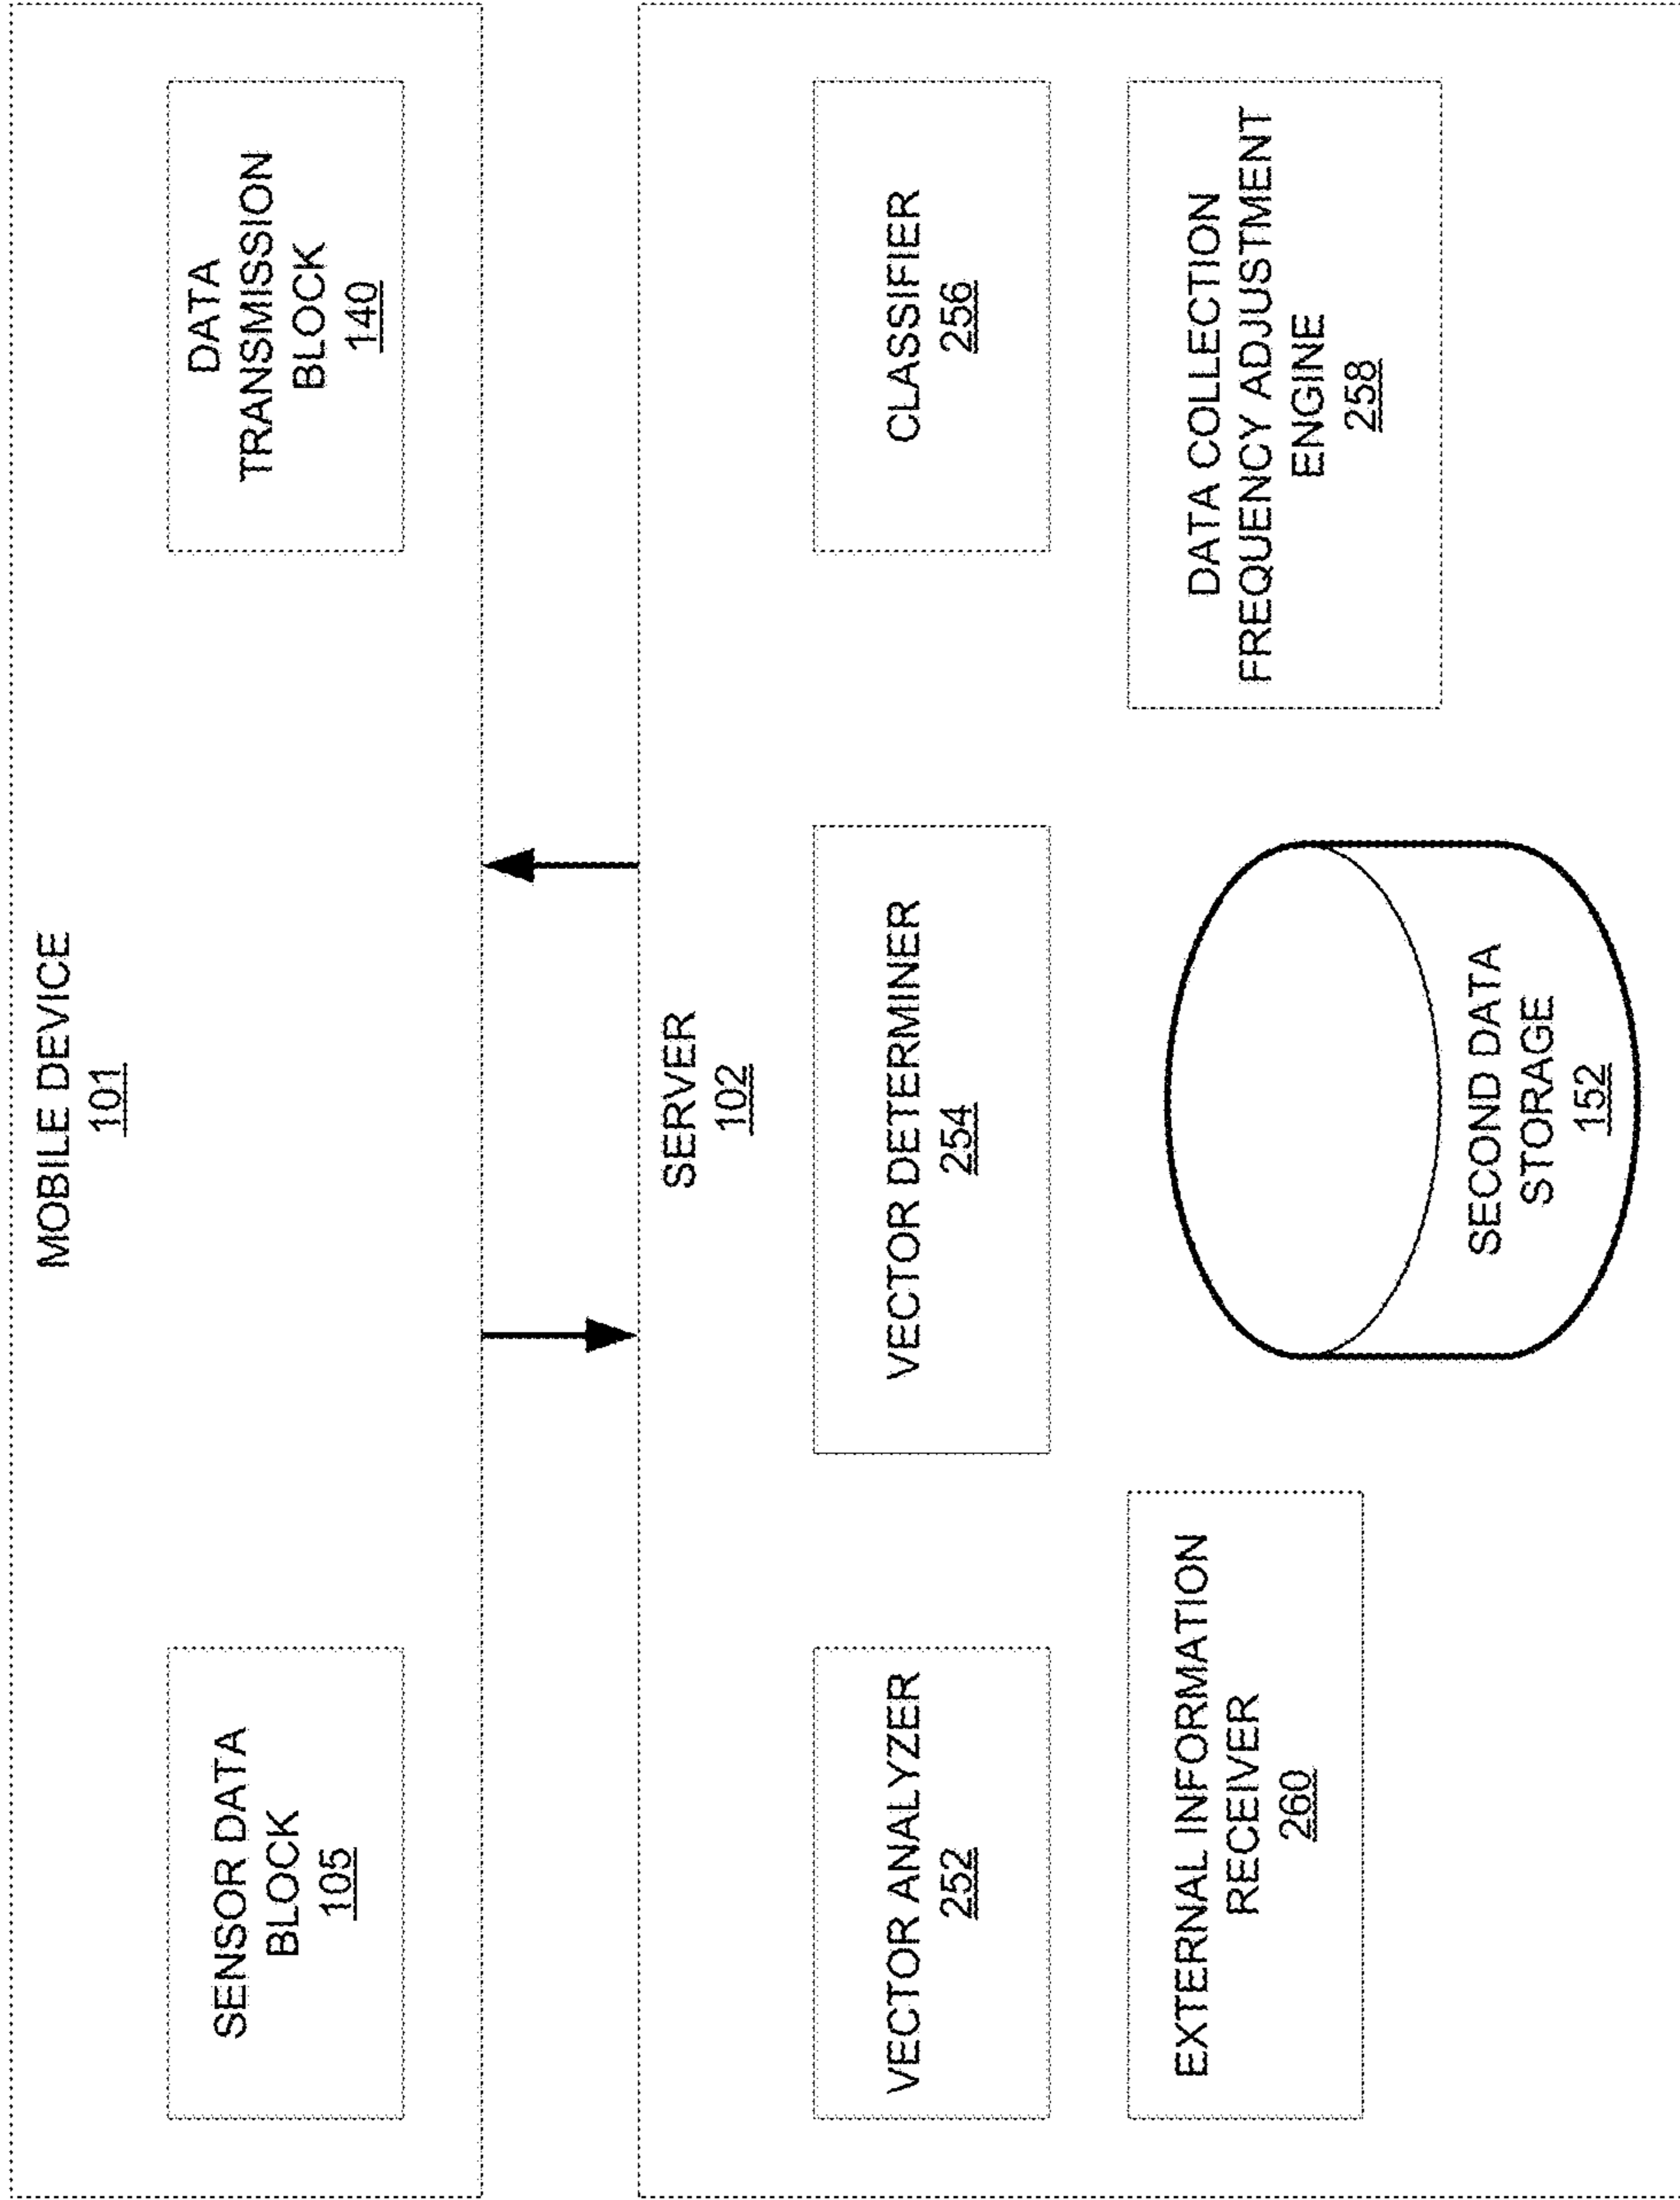 MOBILE DEVICE
101
SENSOR DATA
BLOCK
105
DATA
TRANSMISSION
BLOCK
140
SERVER
102
VECTOR ANALYZER
252
VECTOR DETERMINER
254
CLASSIFIER
256
EXTERNAL INFORMATION
RECEIVER
260
SECOND DATA
STORAGE
152
DATA COLLECTION
FREQUENCY ADJUSTMENT
ENGINE
258